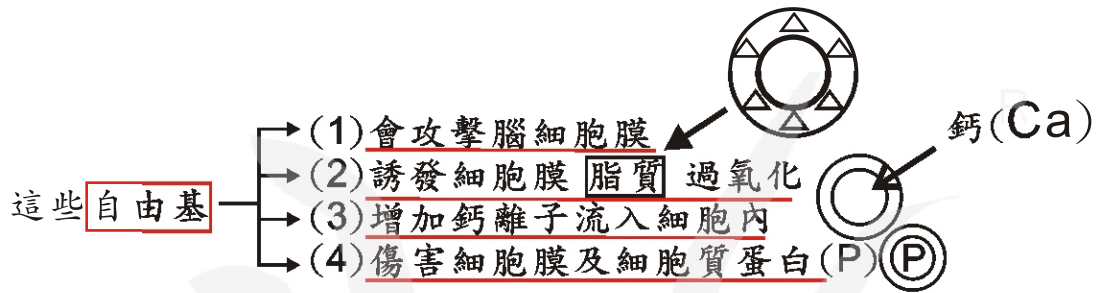 鈣(Ca)
(1)會攻擊腦細胞膜
(2)誘發細胞膜 脂質 過氧化
這些自由基
(3)增加鈣離子流入細胞內
(4)傷害細胞膜及細胞質蛋白(P) P